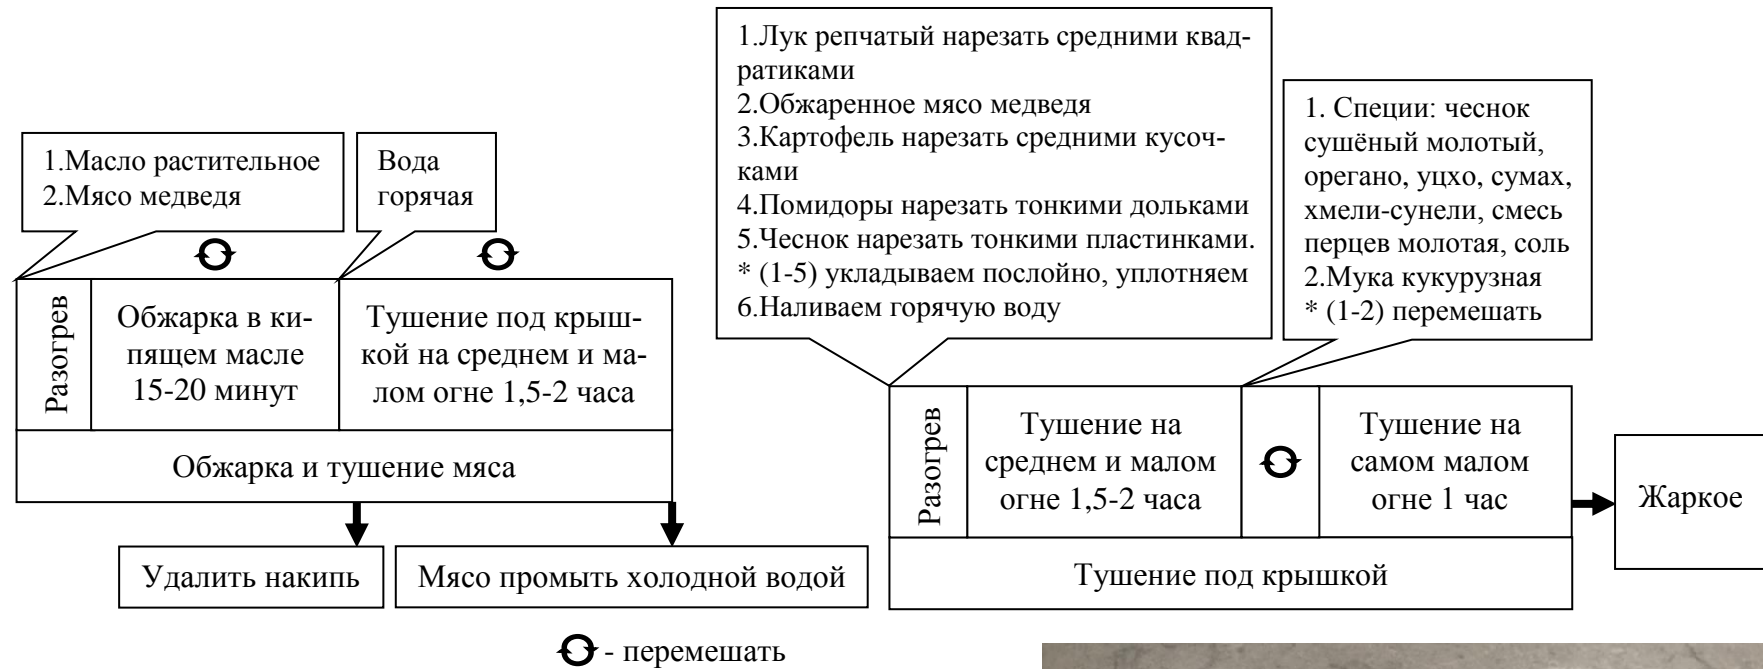 1.Масло растительное
2.Мясо медведя
Вода
горячая
1.Лук репчатый нарезать средними квад-
ратиками
2.Обжаренное мясо медведя
3.Картофель нарезать средними кусоч-
ками
4.Помидоры нарезать тонкими дольками
5.Чеснок нарезать тонкими пластинками.
* (1-5) укладываем послойно, уплотняем
6.Наливаем горячую воду
1. Специи: чеснок
сушёный молотый,
орегано, уцхо, сумах,
хмели-сунели, смесь
перцев молотая, соль
2.Мука кукурузная
* (1-2) перемешать
Разогрев
Обжарка в ки-
пящем масле
15-20 минут
Тушение под крыш-
кой на среднем и ма-
лом огне 1,5-2 часа
Обжарка и тушение мяса
Удалить накипь
Мясо промыть холодной водой
Разогрев
Тушение на
среднем и малом
огне 1,5-2 часа
Тушение на
самом малом
огне 1 час
Тушение под крышкой
Жаркое
- перемешать